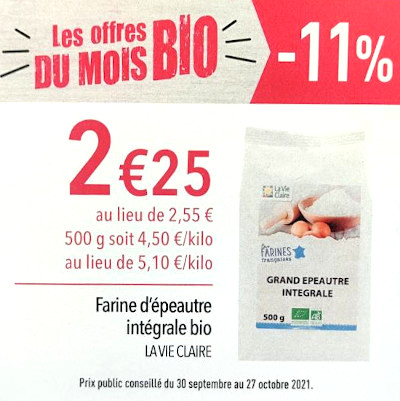 Les offres
DU MOIS BIO
-11%
2€25
au lieu de 2,55 €
500 g soit 4,50 €/kilo
au lieu de 5,10 €/kilo
Farine d'épeautre
intégrale bio
LA VIE CLAIRE
La Vie
Claire
FARINES
françaises
GRAND EPEAUTRE
INTEGRALE
500 g
AB
Prix public conseillé du 30 septembre au 27 octobre 2021.